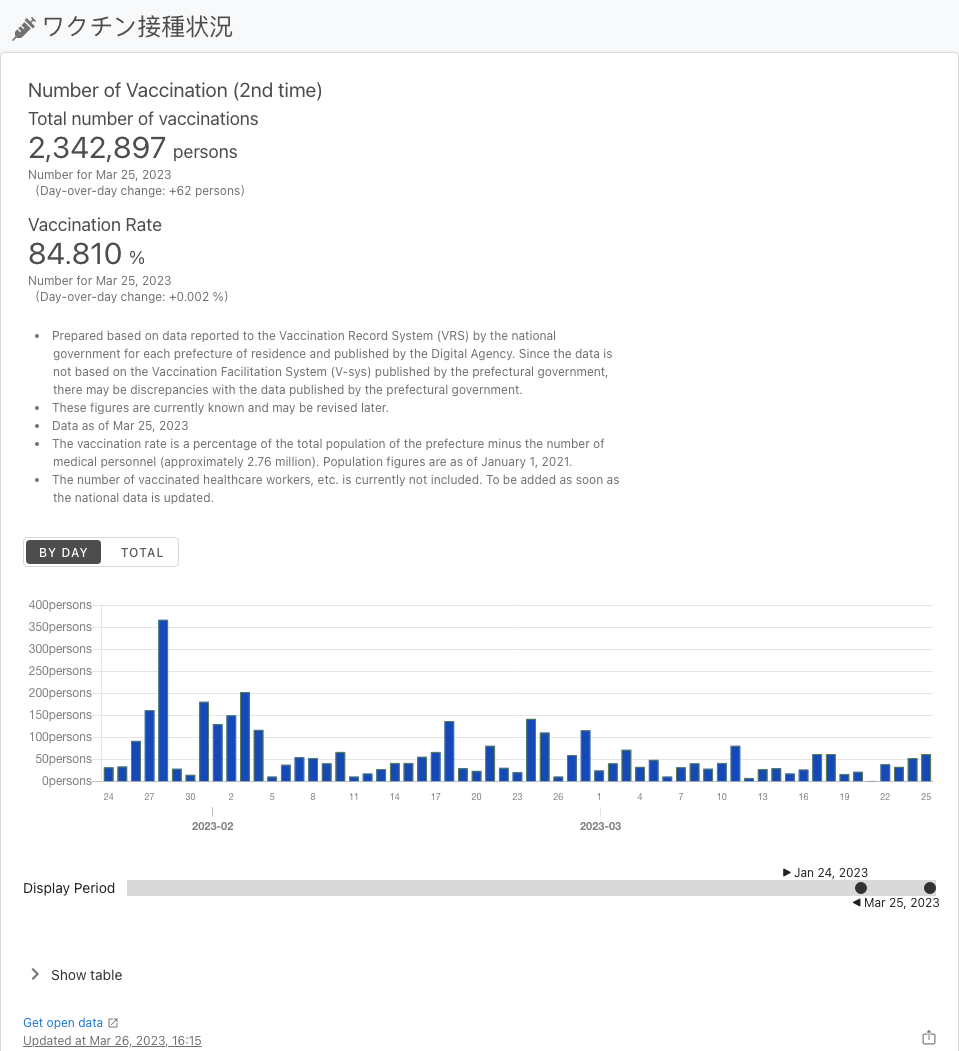 ワクチン接種状況
Number of Vaccination (2nd time)
Total number of vaccinations
2,342,897 persons
Number for Mar 25, 2023
(Day-over-day change: +62 persons)
Vaccination Rate
84.810 %
Number for Mar 25, 2023
(Day-over-day change: +0.002 %)
• Prepared based on data reported to the Vaccination Record System (VRS) by the national
government for each prefecture of residence and published by the Digital Agency. Since the data is
not based on the Vaccination Facilitation System (V-sys) published by the prefectural government,
there may be discrepancies with the data published by the prefectural government.
• These figures are currently known and may be revised later.
• Data as of Mar 25, 2023
• The vaccination rate is a percentage of the total population of the prefecture minus the number of
medical personnel (approximately 2.76 million). Population figures are as of January 1, 2021.
• The number of vaccinated healthcare workers, etc. is currently not included. To be added as soon as
the national data is updated.
BY DAY TOTAL
400persons
350persons
300persons
250persons
200persons
150persons
100persons
50persons
0persons
24 27 30 2 5 8 11 14 17 20 23 26 1 4 7 10 13 16 19 22 25
2023-02 2023-03
Jan 24, 2023
Display Period
Mar 25, 2023
Show table
Get open data
Updated at Mar 26, 2023, 16:15